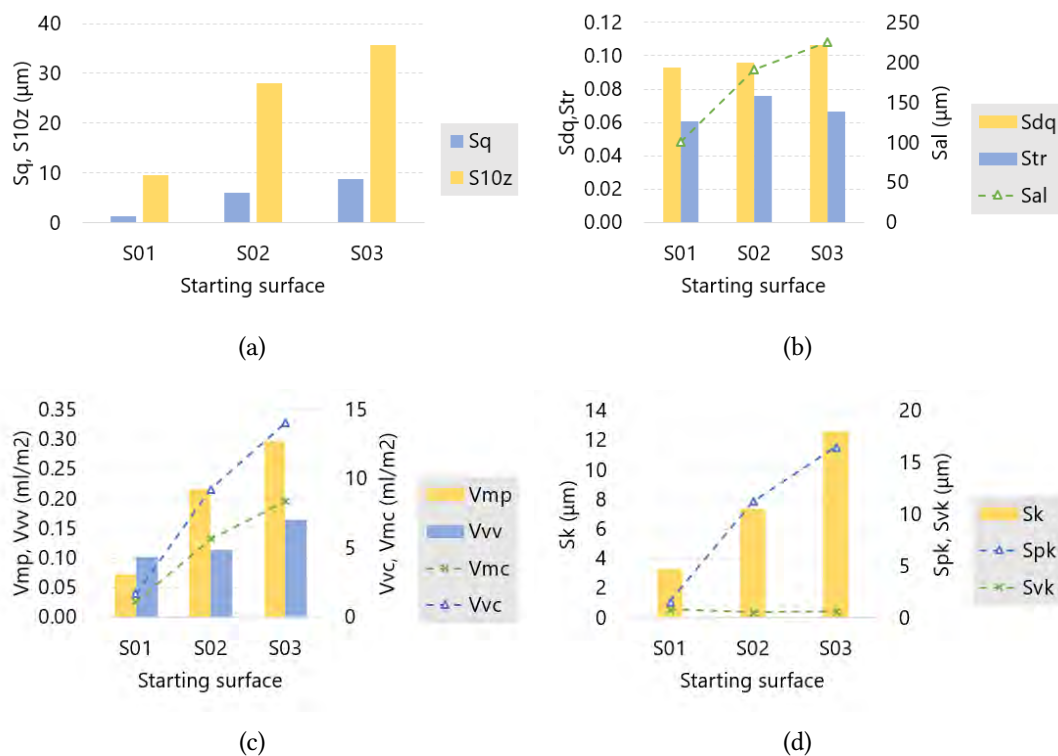 Sq, S10z (µm)
40
30
20
10
0
S01 S02 S03
Starting surface
Sq
S10z
(a)
Sdq,Str
0.12
0.10
0.08
0.06
0.04
0.02
0.00
250
200
150
100
50
0
Sal (µm)
S01 S02 S03
Starting surface
Sdq
Str
Sal
(b)
Vmp, Vvv (ml/m2)
0.35
0.30
0.25
0.20
0.15
0.10
0.05
0.00
15
10
5
0
Vvc, Vmc (ml/m2)
S01 S02 S03
Starting surface
Vmp
Vvv
Vmc
Vvc
(c)
Sk (µm)
14
12
10
8
6
4
2
0
20
15
10
5
0
Spk, Svk (µm)
S01 S02 S03
Starting surface
Sk
Spk
Svk
(d)